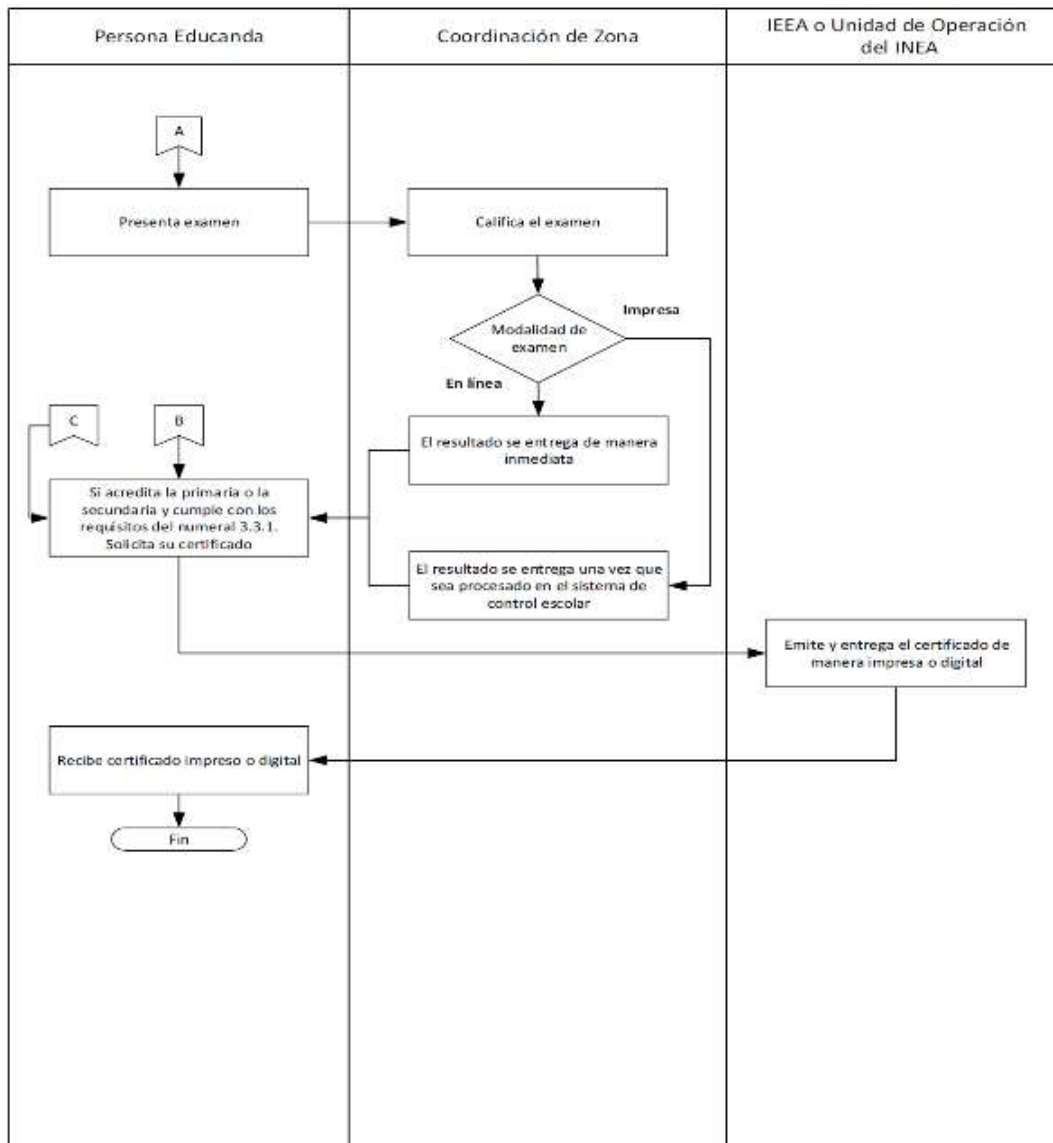 Persona Educanda
Coordinación de Zona
IEEA o Unidad de Operación
del INEA
A
Presenta examen
Califica el examen
Modalidad de
examen
Impresa
En línea
C
B
El resultado se entrega de manera
inmediata
Si acredita la primaria o la
secundaria y cumple con los
requisitos del numeral 3.3.1.
Solicita su certificado
El resultado se entrega una vez que
sea procesado en el sistema de
control escolar
Emite y entrega el certificado de
manera impresa o digital
Recibe certificado impreso o digital
Fin